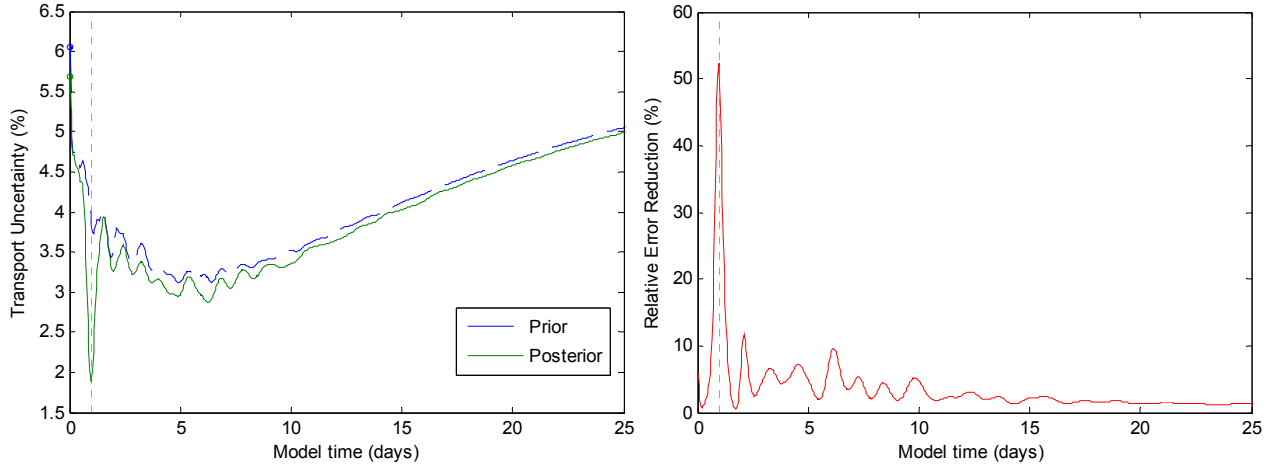 6.5
6
5.5
5
4.5
4
3.5
3
2.5
2
1.5
Transport Uncertainty (%)
0 5 10 15 20 25
Model time (days)
Prior
Posterior
60
50
40
30
20
10
0
Relative Error Reduction (%)
0 5 10 15 20 25
Model time (days)